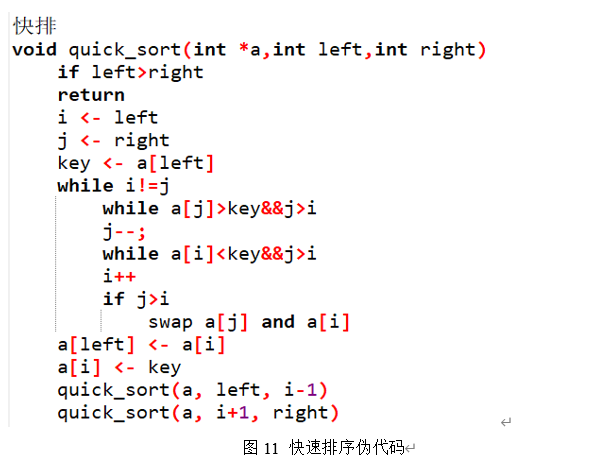 快排
void quick_sort(int *a,int left,int right)
    if left>right
    return
    i <- left
    j <- right
    key <- a[left]
    while i!=j
        while a[j]>key&&j>i
        j--;
        while a[i]<key&&j>i
        i++
        if j>i
            swap a[j] and a[i]
    a[left] <- a[i]
    a[i] <- key
    quick_sort(a, left, i-1)
    quick_sort(a, i+1, right)
图 11 快速排序伪代码